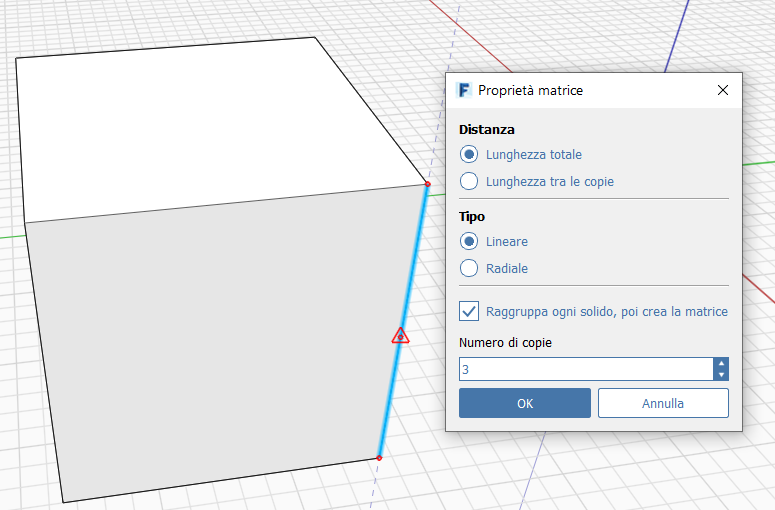 F Proprietà matrice
Distanza
Lunghezza totale
Lunghezza tra le copie
Tipo
Lineare
Radiale
Raggruppa ogni solido, poi crea la matrice
Numero di copie
3
OK Annulla